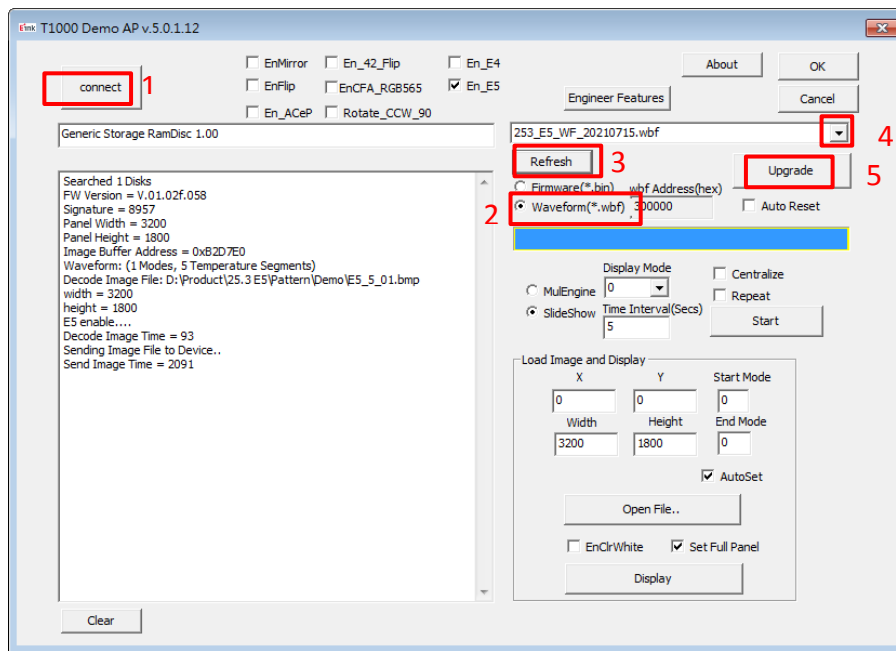 Eink T1000 Demo AP v.5.0.1.12
connect
1
EnMirror
En_42_Flip
En_E4
EnFlip
EnCFA_RGB565
En_E5
En_ACeP
Rotate_CCW_90
About
OK
Engineer Features
Cancel
Generic Storage RamDisc 1.00
253_E5_WF_20210715.wbf
4
Refresh
3
Upgrade
5
Firmware(*.bin)
wbf Address(hex)
2
Waveform(*.wbf)
300000
Auto Reset
Searched 1 Disks
FW Version = V.01.02f.058
Signature = 8957
Panel Width = 3200
Panel Height = 1800
Image Buffer Address = 0xB2D7E0
Waveform: (1 Modes, 5 Temperature Segments)
Decode Image File: D:\Product\25.3 E5\Pattern\Demo\E5_5_01.bmp
width = 3200
height = 1800
E5 enable....
Decode Image Time = 93
Sending Image File to Device..
Send Image Time = 2091
Display Mode
MulEngine
0
Centralize
Repeat
SlideShow
Time Interval(Secs)
5
Start
Load Image and Display
X
Y
Start Mode
0
0
0
Width
Height
End Mode
3200
1800
0
AutoSet
Open File..
EnClrWhite
Set Full Panel
Display
Clear